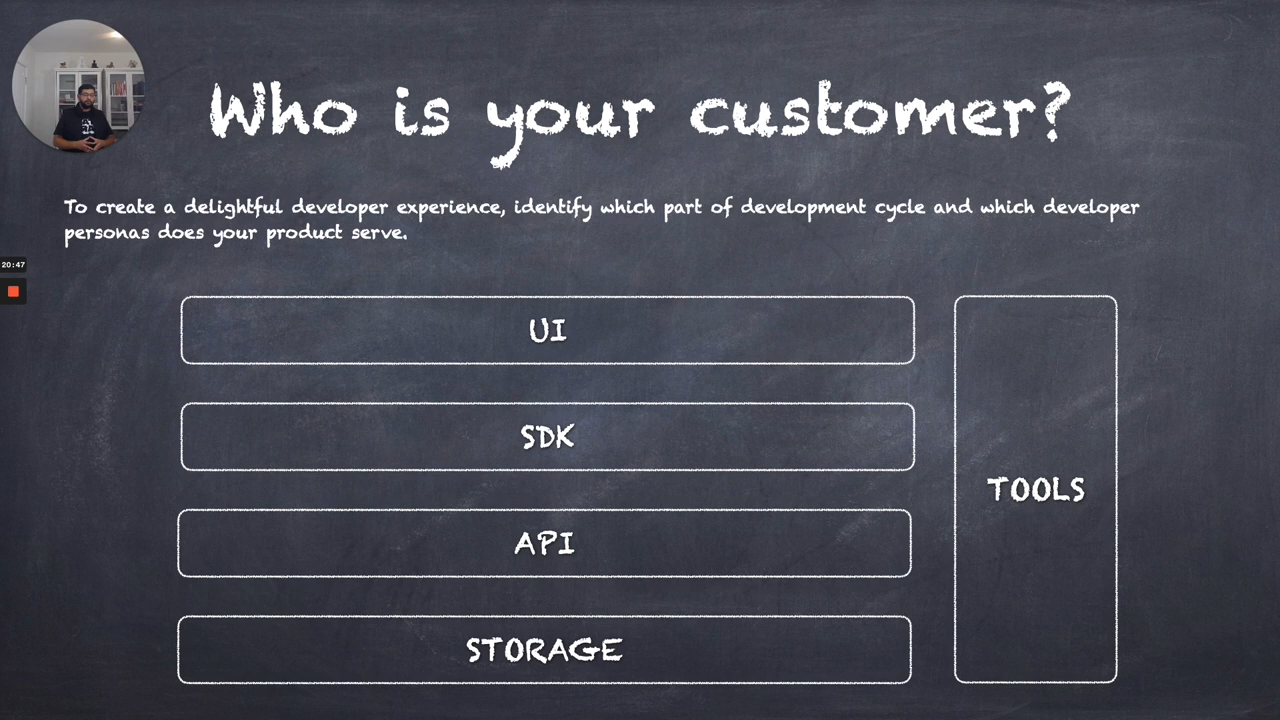 Who is your customer?
To create a delightful developer experience, identify which part of development cycle and which developer
personas does your product serve.
20:47
UI
SDK
API
STORAGE
TOOLS